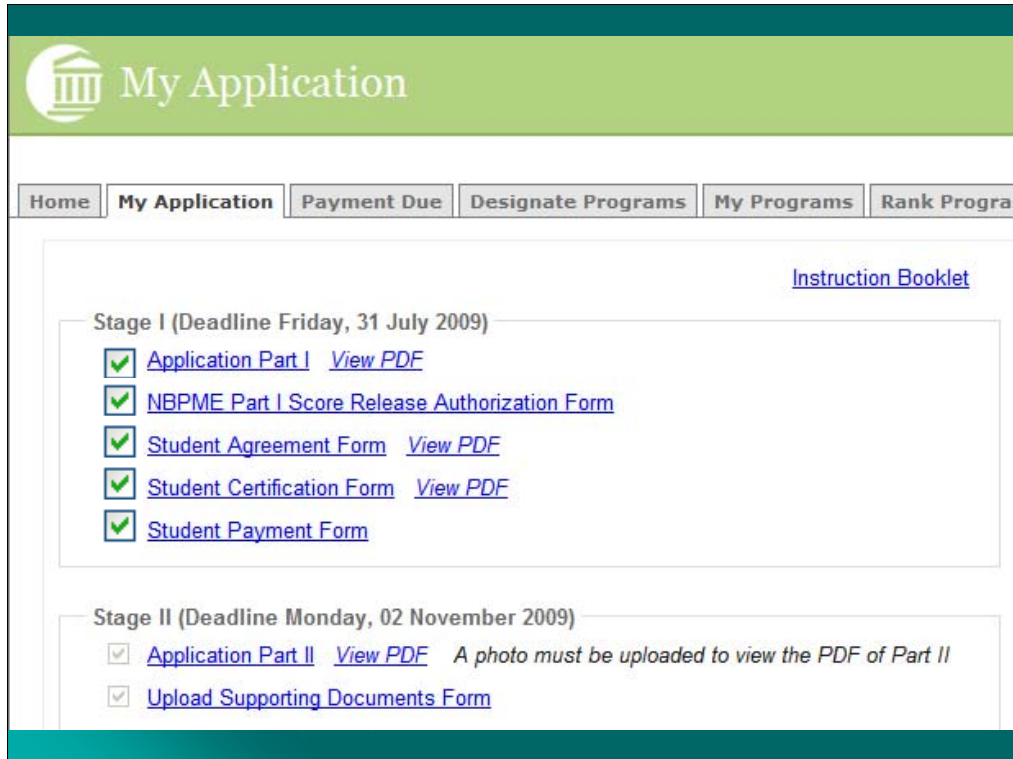 My Application
Home My Application Payment Due Designate Programs My Programs Rank Progra
Instruction Booklet
Stage I (Deadline Friday, 31 July 2009)
Application Part I View PDF
NBPME Part I Score Release Authorization Form
Student Agreement Form View PDF
Student Certification Form View PDF
Student Payment Form
Stage II (Deadline Monday, 02 November 2009)
Application Part II View PDF A photo must be uploaded to view the PDF of Part II
Upload Supporting Documents Form